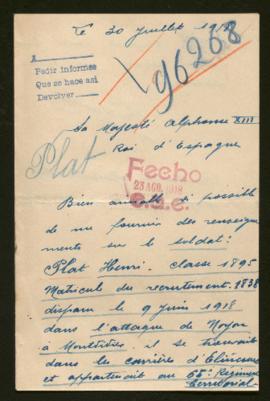 Le 30 Juillet 1918
96268
A
Pedir informes
Que se hace así
Devolver
Sa Majesté Alphonse XIII
Roi d'Espagne
Plat
Fecho
23 AGO. 1918
Bien aimable si possible
de me fournir des renseigne
ments sur le soldat:
Plat Henri. classe 1895
Matricule du recrutement: 1838
disparu le 9 Juin 1918
dans l'attaque de Noyon
à Montdidier, il se trouvait
dans les carrières d'
et appartenait au 65e Régiment
Territorial.